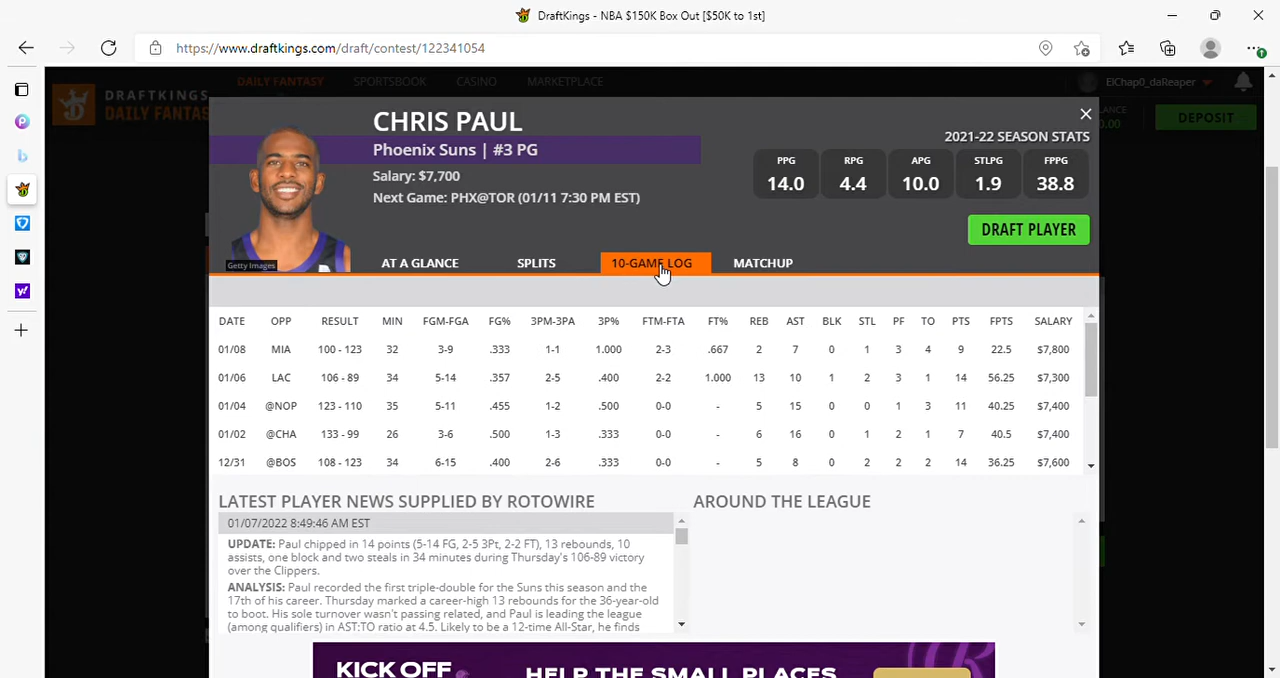 DraftKings - NBA $150K Box Out [$50K to 1st]
https://www.draftkings.com/draft/contest/122341054
DAILY FANTASY SPORTSBOOK CASINO MARKETPLACE
ElChap0_daReaper
DRAFTKINGS
DAILY FANTAS
DEPOSIT
CHRIS PAUL
Phoenix Suns | #3 PG
Salary: $7,700
Next Game: PHX@TOR (01/11 7:30 PM EST)
Getty Images
2021-22 SEASON STATS
PPG RPG APG STLPG FPPG
14.0 4.4 10.0 1.9 38.8
DRAFT PLAYER
AT A GLANCE SPLITS 10-GAME LOG MATCHUP
DATE OPP RESULT MIN FGM-FGA FG% 3PM-3PA 3P% FTM-FTA FT% REB AST BLK STL PF TO PTS FPTS SALARY
01/08 MIA 100 - 123 32 3-9 .333 1-1 1.000 2-3 .667 2 7 0 1 3 4 9 22.5 $7,800
01/06 LAC 106 - 89 34 5-14 .357 2-5 .400 2-2 1.000 13 10 1 2 3 1 14 56.25 $7,300
01/04 @NOP 123 - 110 35 5-11 .455 1-2 .500 0-0 - 5 15 0 0 1 3 11 40.25 $7,400
01/02 @CHA 133 - 99 26 3-6 .500 1-3 .333 0-0 - 6 16 0 1 2 1 7 40.5 $7,400
12/31 @BOS 108 - 123 34 6-15 .400 2-6 .333 0-0 - 5 8 0 2 2 2 14 36.25 $7,600
LATEST PLAYER NEWS SUPPLIED BY ROTOWIRE
01/07/2022 8:49:46 AM EST
UPDATE: Paul chipped in 14 points (5-14 FG, 2-5 3Pt, 2-2 FT), 13 rebounds, 10
assists, one block and two steals in 34 minutes during Thursday's 106-89 victory
over the Clippers.
ANALYSIS: Paul recorded the first triple-double for the Suns this season and the
17th of his career. Thursday marked a career-high 13 rebounds for the 36-year-old
to boot. His sole turnover wasn't passing related, and Paul is leading the league
(among qualifiers) in AST:TO ratio at 4.5. Likely to be a 12-time All-Star, he finds
AROUND THE LEAGUE
KICK OFF
HELP THE SMALL PLACES